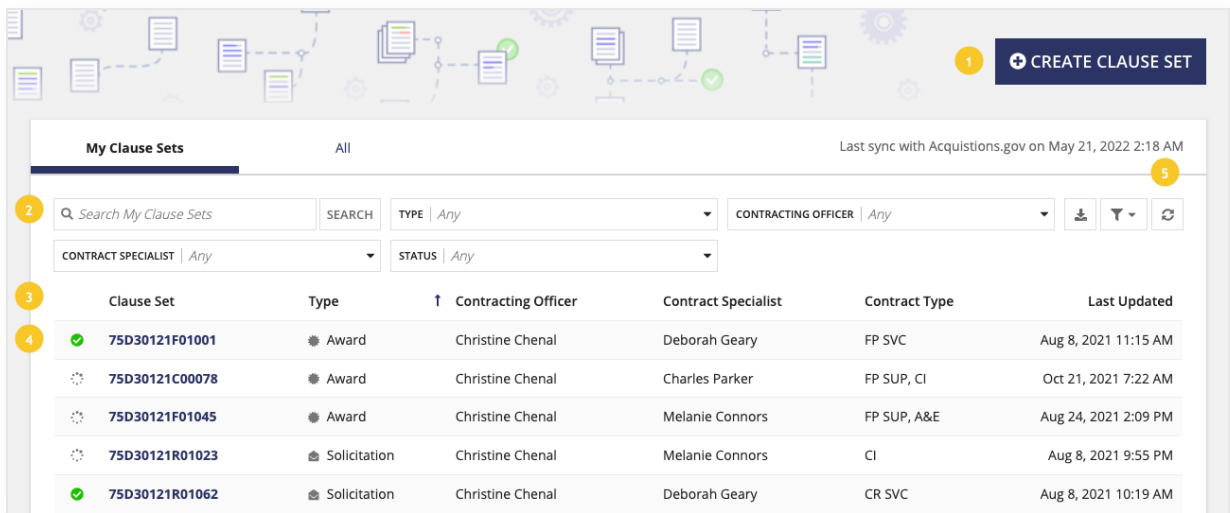 1 CREATE CLAUSE SET
My Clause Sets All Last sync with Acquistions.gov on May 21, 2022 2:18 AM
5
2 Search My Clause Sets SEARCH TYPE Any CONTRACTING OFFICER Any
CONTRACT SPECIALIST Any STATUS Any
3 Clause Set Type ↑ Contracting Officer Contract Specialist Contract Type Last Updated
4 75D30121F01001 Award Christine Chenal Deborah Geary FP SVC Aug 8, 2021 11:15 AM
75D30121C00078 Award Christine Chenal Charles Parker FP SUP, CI Oct 21, 2021 7:22 AM
75D30121F01045 Award Christine Chenal Melanie Connors FP SUP, A&E Aug 24, 2021 2:09 PM
75D30121R01023 Solicitation Christine Chenal Melanie Connors CI Aug 8, 2021 9:55 PM
75D30121R01062 Solicitation Christine Chenal Deborah Geary CR SVC Aug 8, 2021 10:19 AM